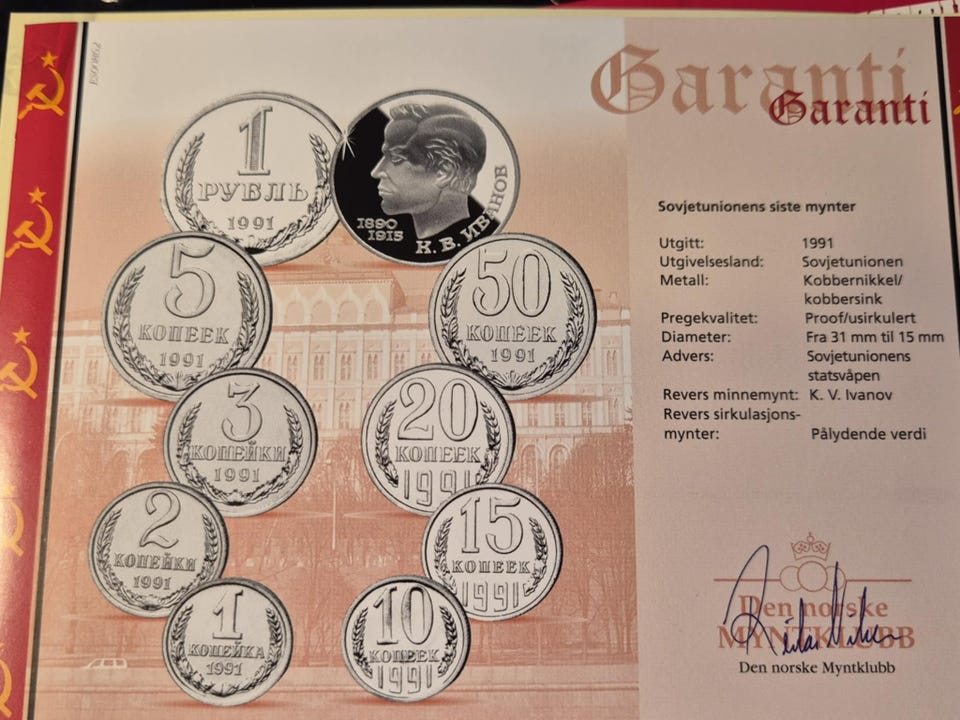 ES00862
Garanti
Garanti
1
РУБЛЬ
1991
1890
1915
К. В. ИВАНОВ
5
КОПЕЕК
1991
50
КОПЕЕК
1991
3
КОПЕЙКИ
1991
20
КОПЕЕК
1991
2
КОПЕЙКИ
1991
15
КОПЕЕК
1991
1
КОПЕЙКА
1991
10
КОПЕЕК
1991
Sovjetunionens siste mynter
Utgitt: 1991
Utgivelsesland: Sovjetunionen
Metall: Kobbernikkel/
kobbersink
Pregekvalitet: Proof/usirkulert
Diameter: Fra 31 mm til 15 mm
Advers: Sovjetunionens
statsvåpen
Revers minnemynt: K. V. Ivanov
Revers sirkulasjons-
mynter: Pålydende verdi
Den norske
MYNTKLUBB
Den norske Myntklubb